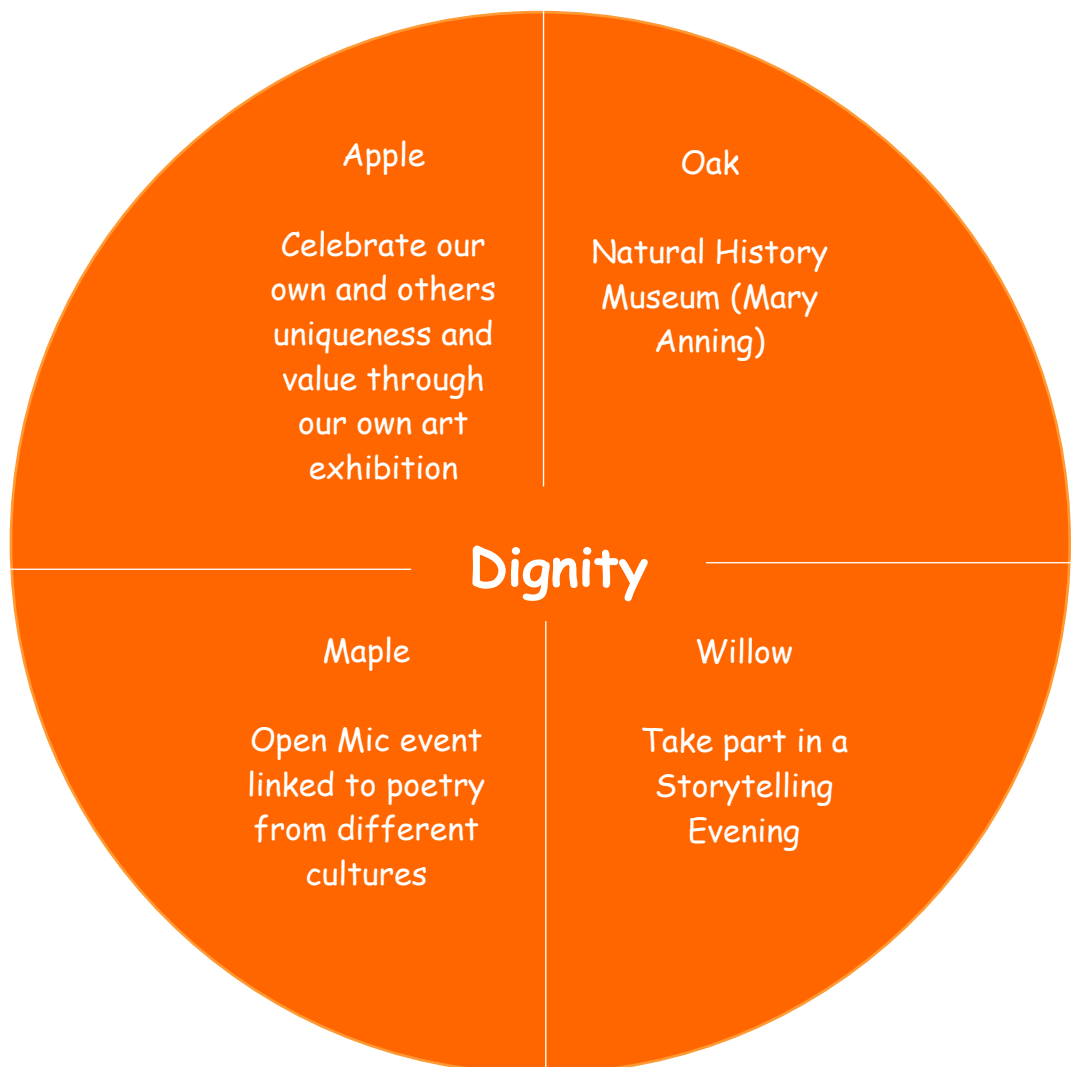 Apple
Celebrate our
own and others
uniqueness and
value through
our own art
exhibition
Oak
Natural History
Museum (Mary
Anning)
Dignity
Maple
Open Mic event
linked to poetry
from different
cultures
Willow
Take part in a
Storytelling
Evening